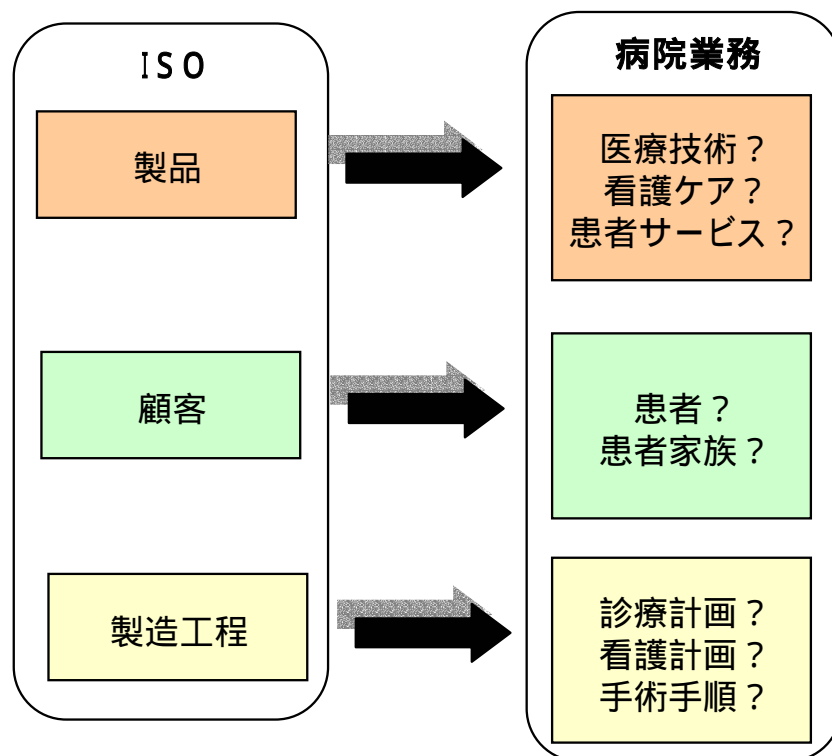 ISO
製品
顧客
製造工程
病院業務
医療技術？
看護ケア？
患者サービス？
患者？
患者家族？
診療計画？
看護計画？
手術手順？